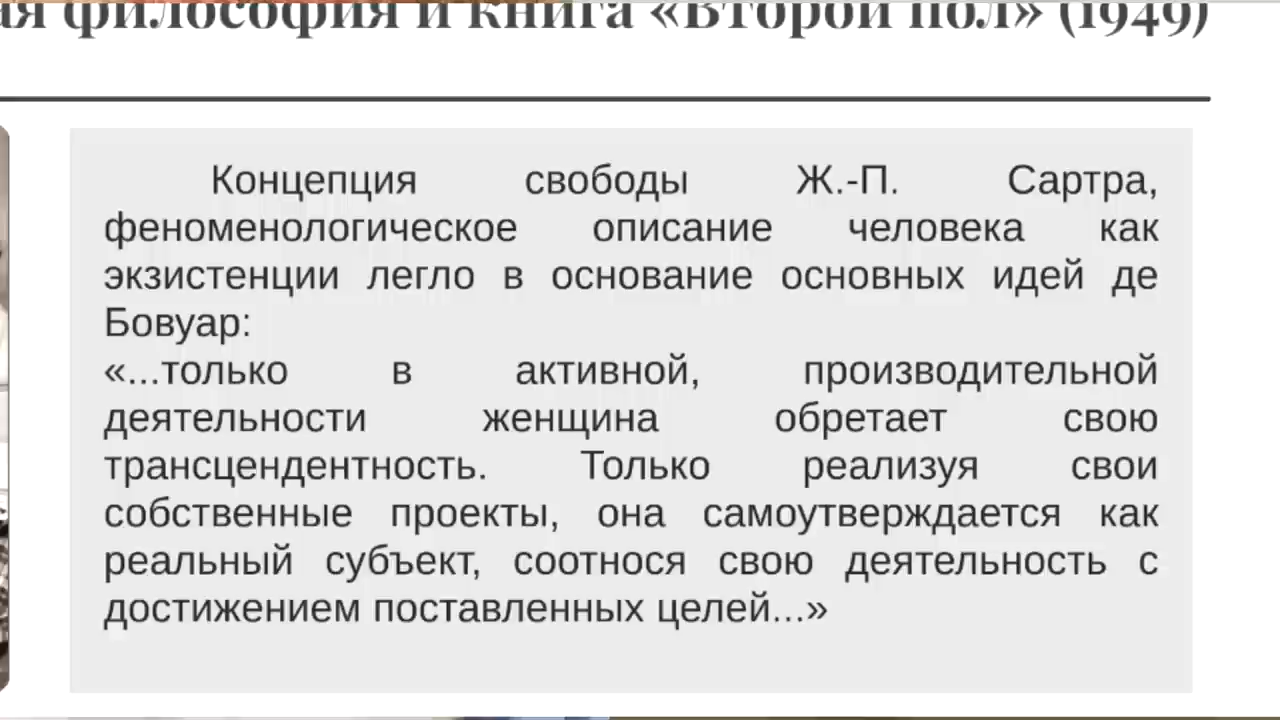 философия и книга «Второй пол» (1949)
Концепция свободы Ж.-П. Сартра,
феноменологическое описание человека как
экзистенции легло в основание основных идей де
Бовуар:
«...только в активной, производительной
деятельности женщина обретает свою
трансцендентность. Только реализуя свои
собственные проекты, она самоутверждается как
реальный субъект, соотнося свою деятельность с
достижением поставленных целей...»